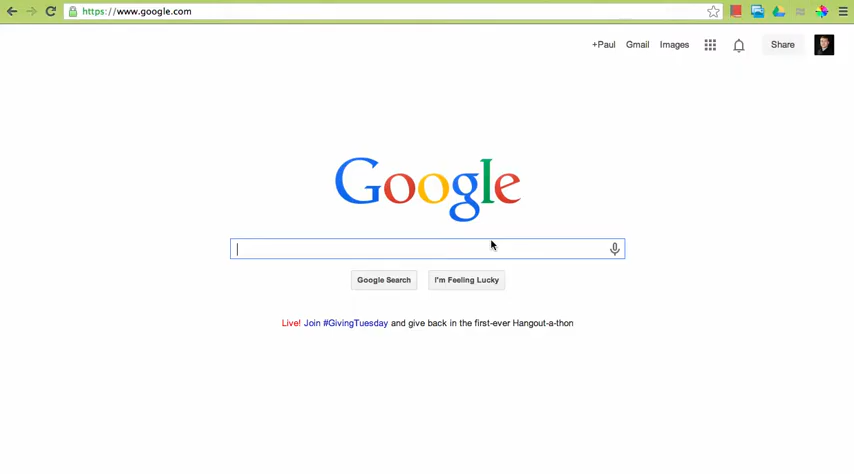 https://www.google.com
+Paul Gmail Images Share
Google
Google Search I'm Feeling Lucky
Live! Join #GivingTuesday and give back in the first-ever Hangout-a-thon